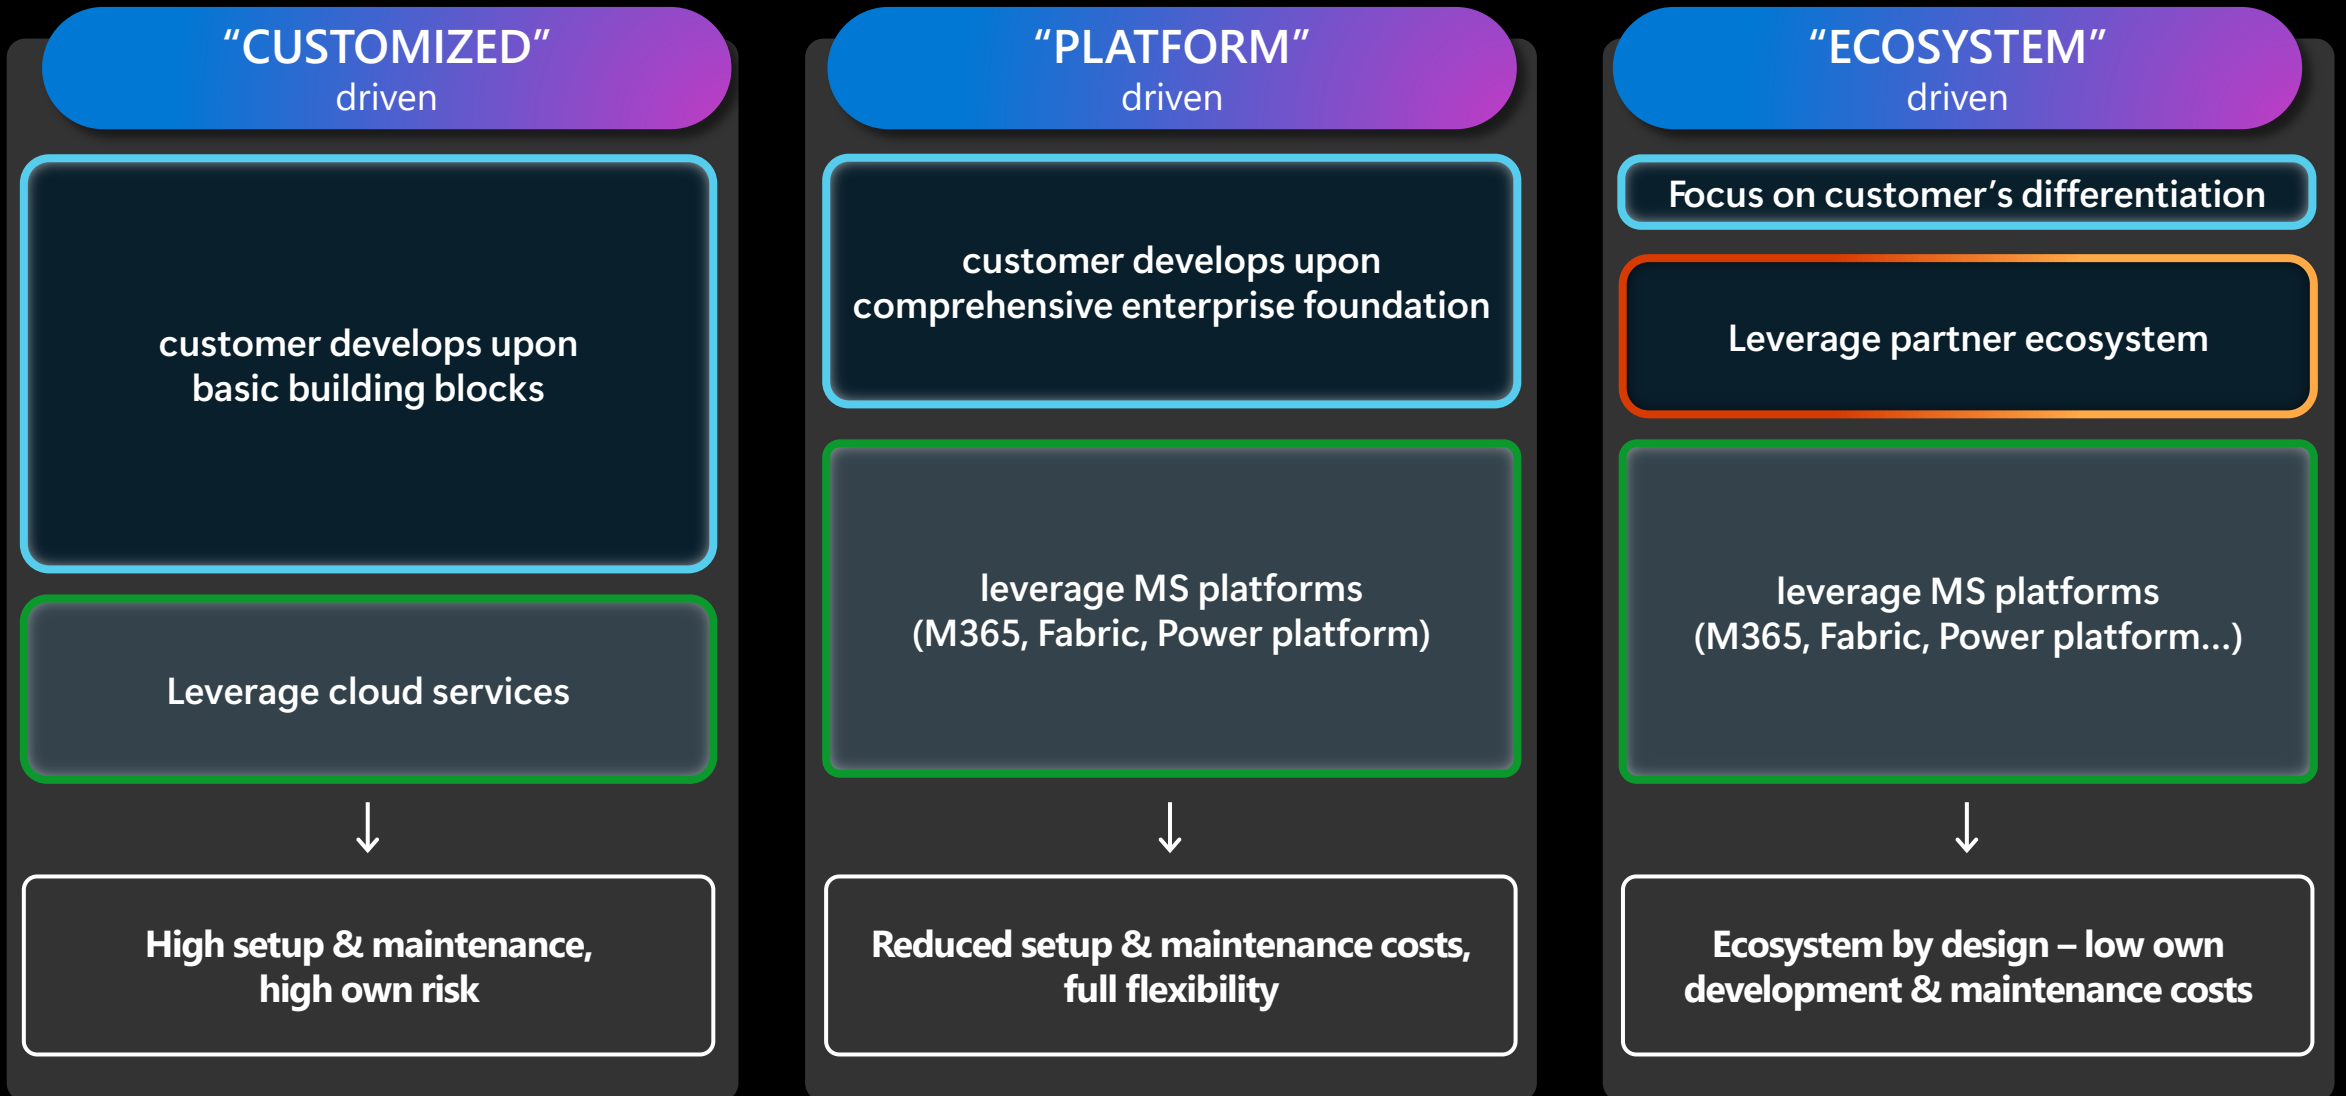 “CUSTOMIZED”
driven
customer develops upon
basic building blocks
Leverage cloud services
High setup & maintenance,
high own risk
“PLATFORM”
driven
customer develops upon
comprehensive enterprise foundation
leverage MS platforms
(M365, Fabric, Power platform)
Reduced setup & maintenance costs,
full flexibility
“ECOSYSTEM”
driven
Focus on customer’s differentiation
Leverage partner ecosystem
leverage MS platforms
(M365, Fabric, Power platform...)
Ecosystem by design – low own
development & maintenance costs